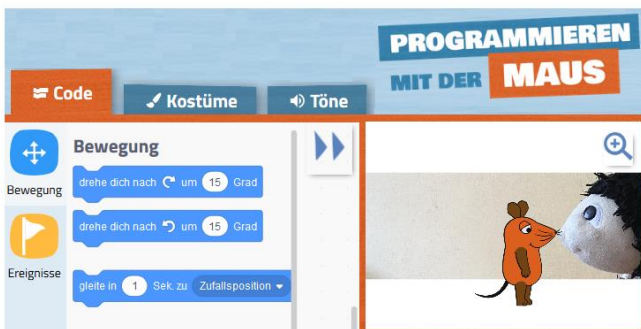 PROGRAMMIEREN
MIT DER MAUS
Code
Kostüme
Töne
Bewegung
Bewegung
drehe dich nach um 15 Grad
drehe dich nach um 15 Grad
Ereignisse
gleite in 1 Sek. zu Zufallsposition